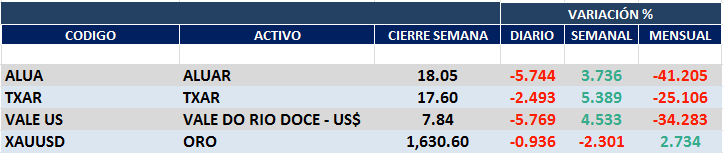 VARIACIÓN %
CODIGO ACTIVO CIERRE SEMANA DIARIO SEMANAL MENSUAL
ALUA ALUAR 18.05 -5.744 3.736 -41.205
TXAR TXAR 17.60 -2.493 5.389 -25.106
VALE US VALE DO RIO DOCE - US$ 7.84 -5.769 4.533 -34.283
XAUUSD ORO 1,630.60 -0.936 -2.301 2.734